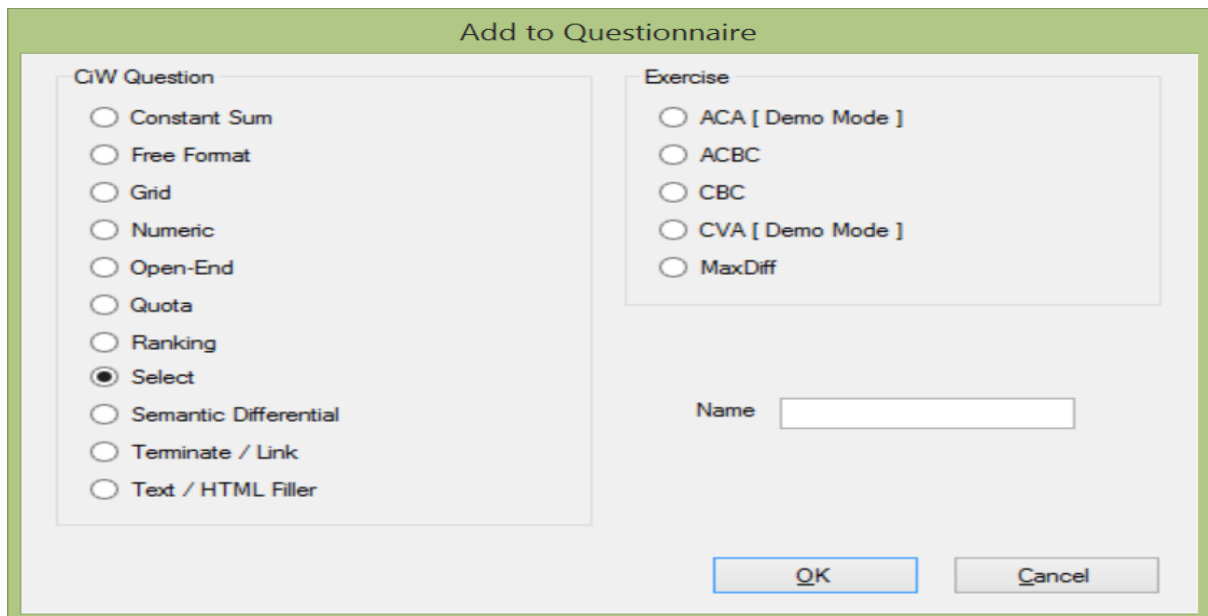 Add to Questionnaire
CiW Question
Constant Sum
Free Format
Grid
Numeric
Open-End
Quota
Ranking
Select
Semantic Differential
Terminate / Link
Text / HTML Filler
Exercise
ACA [ Demo Mode ]
ACBC
CBC
CVA [ Demo Mode ]
MaxDiff
Name
OK
Cancel